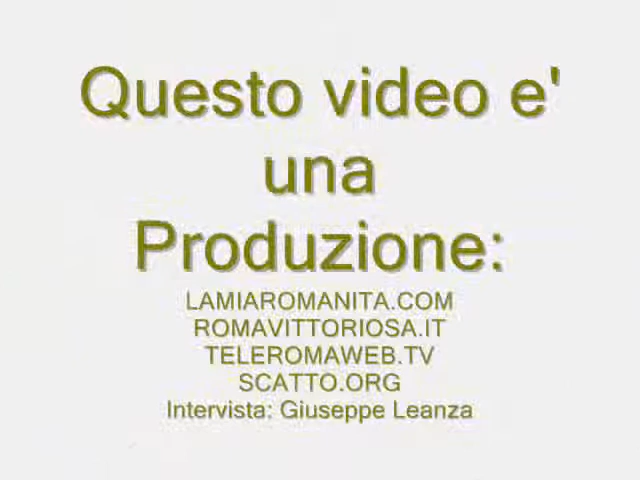 Questo video e'
una
Produzione:
LAMIAROMANITA.COM
ROMAVITTORIOSA.IT
TELEROMAWEB.TV
SCATTO.ORG
Intervista: Giuseppe Leanza